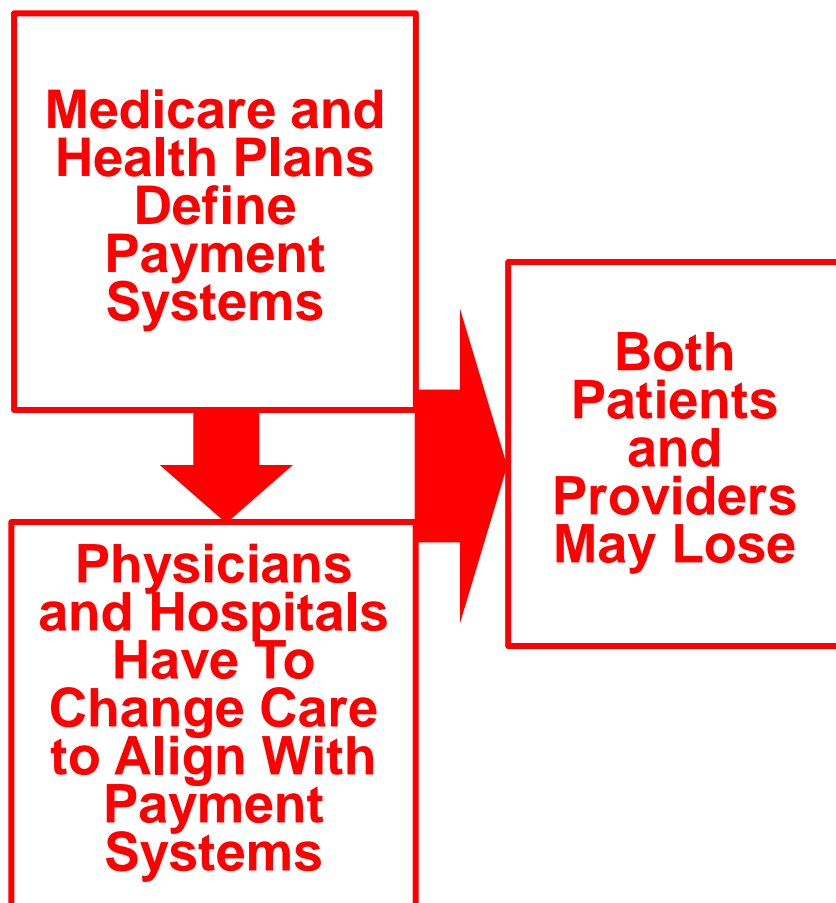 Medicare and
Health Plans
Define
Payment
Systems
Both
Patients
and
Providers
May Lose
Physicians
and Hospitals
Have To
Change Care
to Align With
Payment
Systems